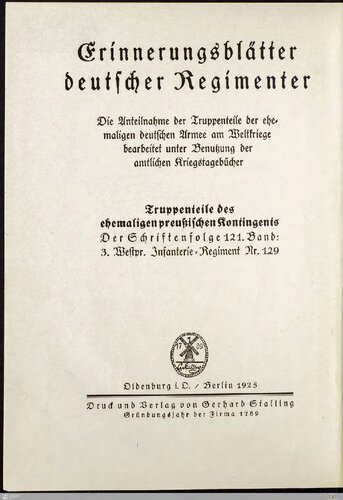 Erinnerungsblätter
deutscher Regimenter
Die Anteilnahme der Truppenteile der ehe-
maligen deutschen Armee am Weltkriege
bearbeitet unter Benutzung der
amtlichen Kriegstagebücher
Truppenteile des
ehemaligen preußischen Kontingents
Der Schriftenfolge 121. Band:
3. Westpr. Infanterie-Regiment Nr. 129
17 89
Oldenburg i. O. / Berlin 1925
Druck und Verlag von Gerhard Stalling
Gründungsjahr der Firma 1789